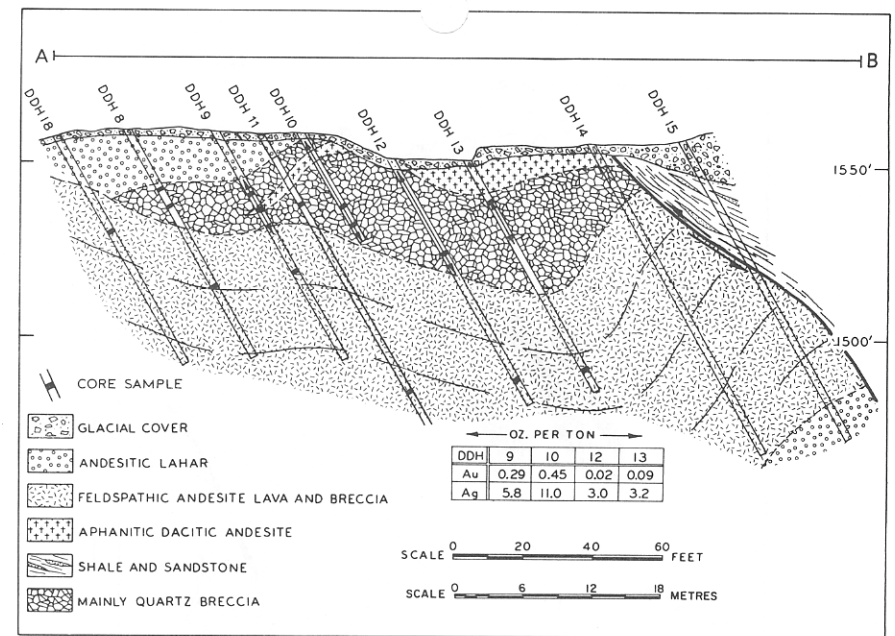 A B
DDH 18
DDH 8
DDH 9
DDH 11
DDH 10
DDH 12
DDH 13
DDH 14
DDH 15
1550'
1500'
CORE SAMPLE
GLACIAL COVER
ANDESITIC LAHAR
FELDSPATHIC ANDESITE LAVA AND BRECCIA
APHANITIC DACITIC ANDESITE
SHALE AND SANDSTONE
MAINLY QUARTZ BRECCIA
OZ. PER TON
DDH 9 10 12 13
Au 0.29 0.45 0.02 0.09
Ag 5.8 11.0 3.0 3.2
SCALE 0 20 40 60 FEET
SCALE 0 6 12 18 METRES